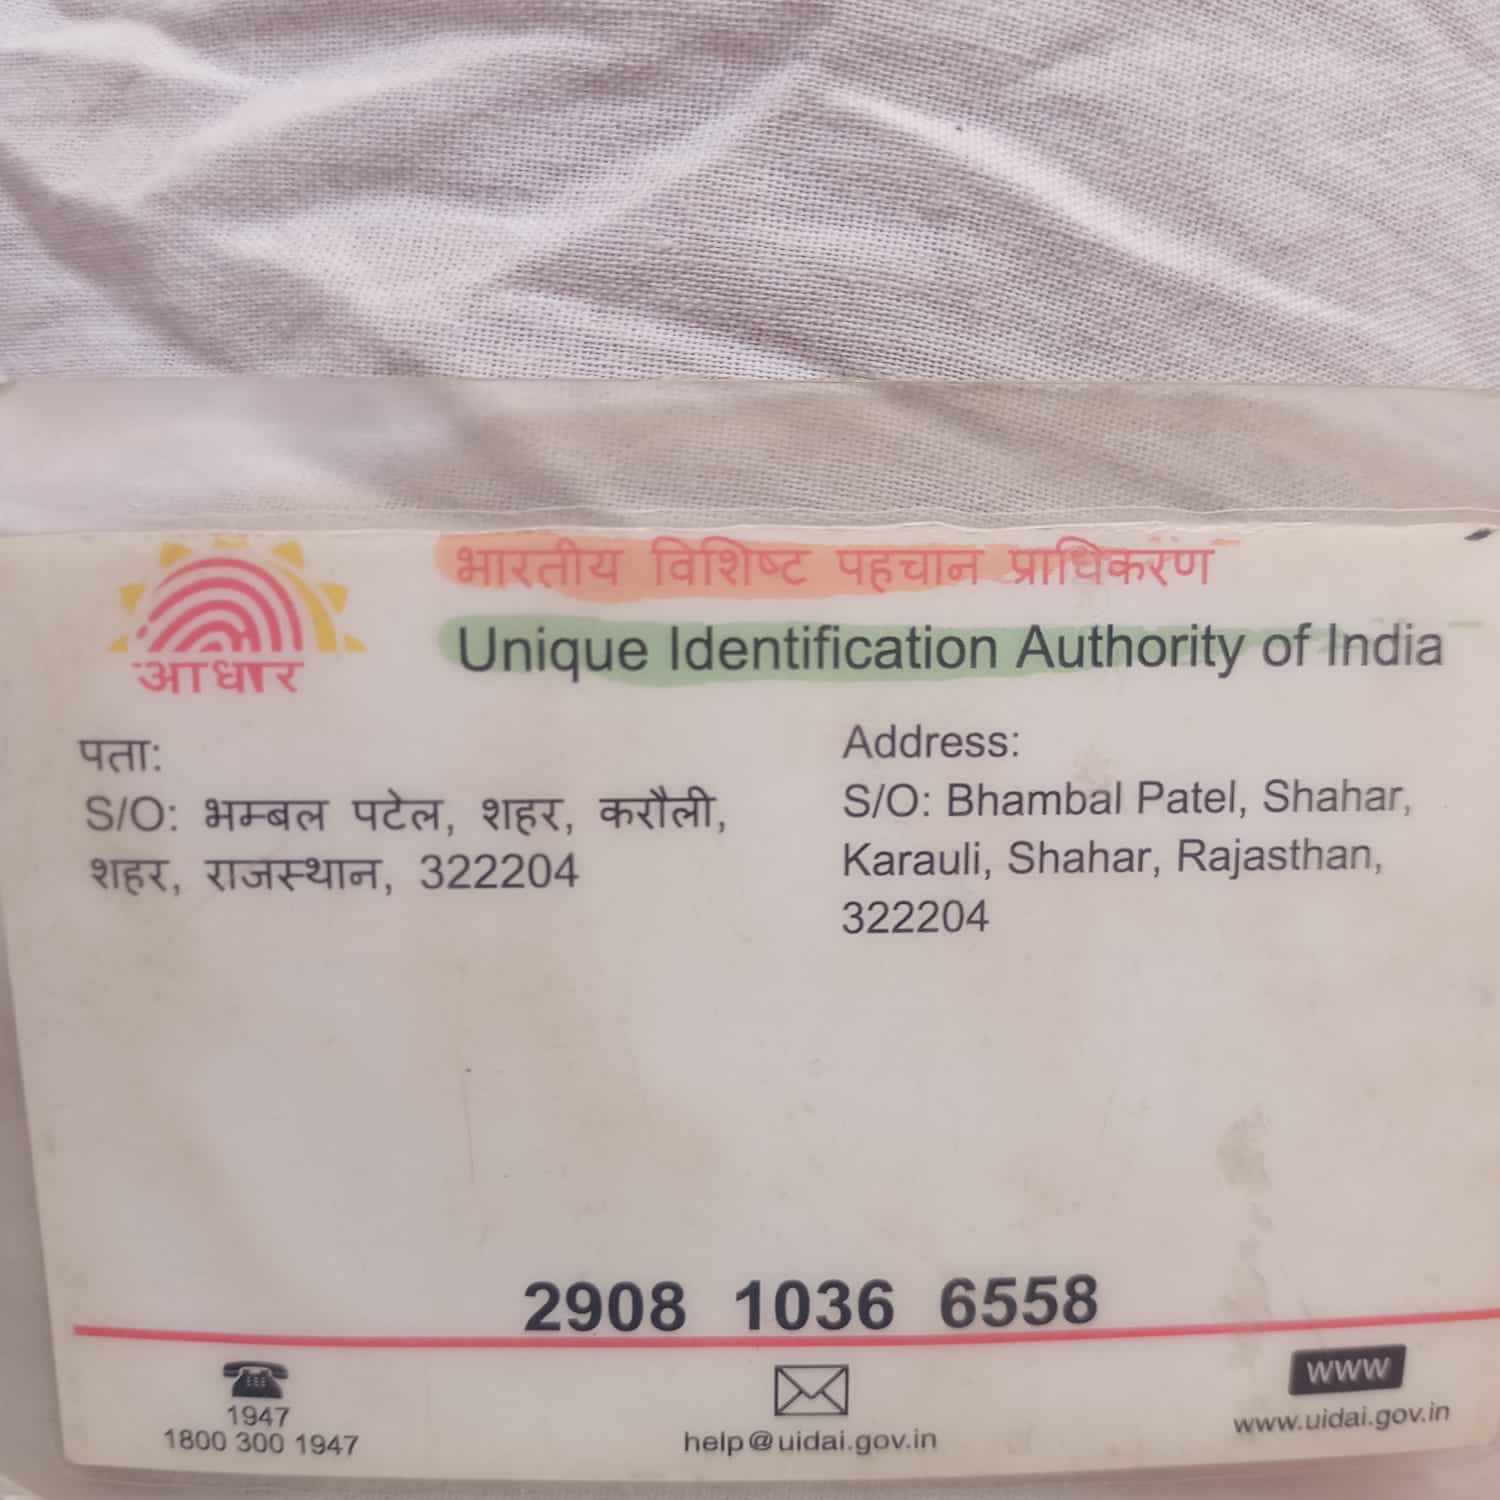 आधार
भारतीय विशिष्ट पहचान प्राधिकरण
Unique Identification Authority of India
पता:
S/O: भम्बल पटेल, शहर, करौली,
शहर, राजस्थान, 322204
Address:
S/O: Bhambal Patel, Shahar,
Karauli, Shahar, Rajasthan,
322204
2908 1036 6558
1947
1800 300 1947
help@uidai.gov.in
www
www.uidai.gov.in